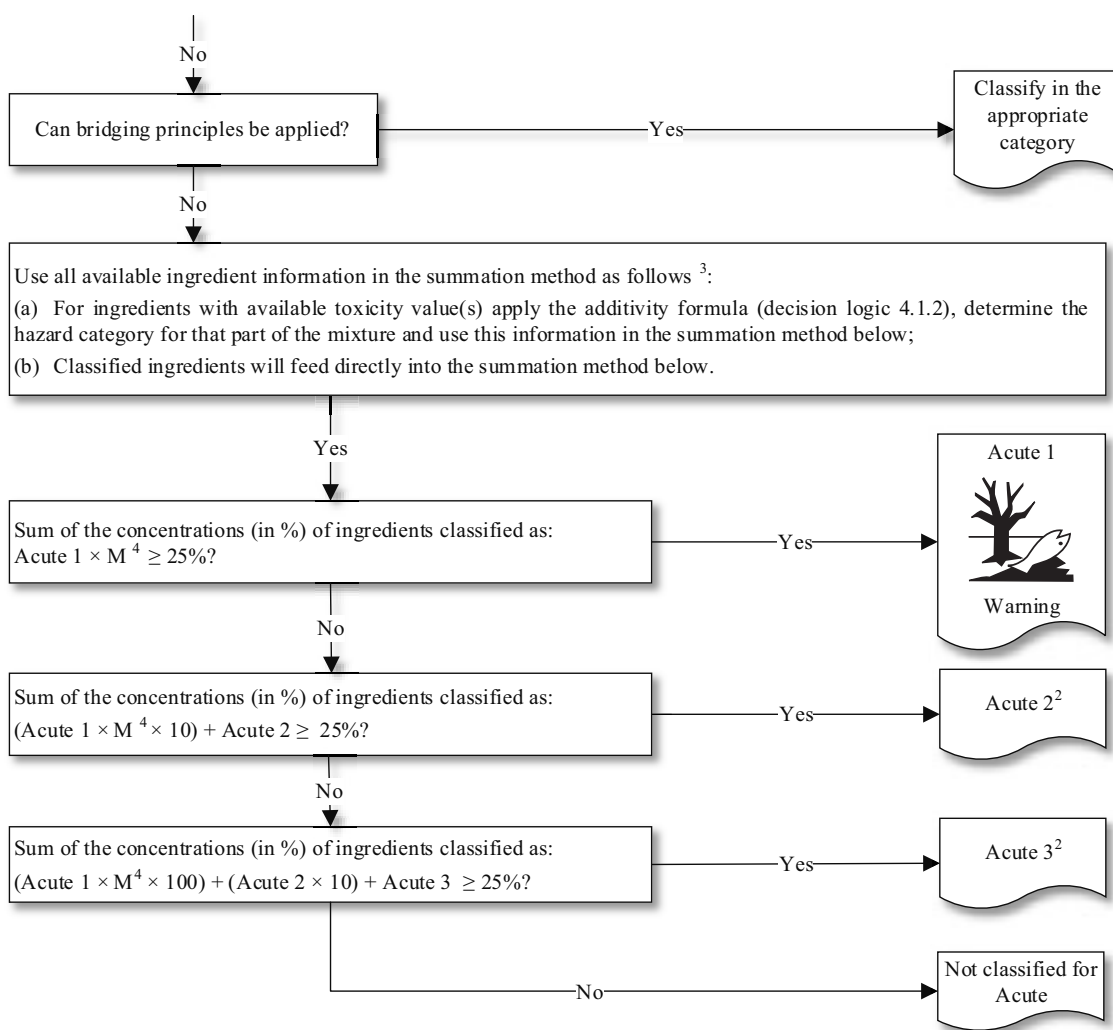 No
Can bridging principles be applied?
Yes
Classify in the
appropriate
category
No
Use all available ingredient information in the summation method as follows 3:
(a) For ingredients with available toxicity value(s) apply the additivity formula (decision logic 4.1.2), determine the
hazard category for that part of the mixture and use this information in the summation method below;
(b) Classified ingredients will feed directly into the summation method below.
Yes
Sum of the concentrations (in %) of ingredients classified as:
Acute 1 × M 4 ≥ 25%?
Yes
Acute 1
Warning
No
Sum of the concentrations (in %) of ingredients classified as:
(Acute 1 × M 4 × 10) + Acute 2 ≥ 25%?
Yes
Acute 2²
No
Sum of the concentrations (in %) of ingredients classified as:
(Acute 1 × M4 × 100) + (Acute 2 × 10) + Acute 3 ≥ 25%?
Yes
Acute 3²
No
Not classified for
Acute